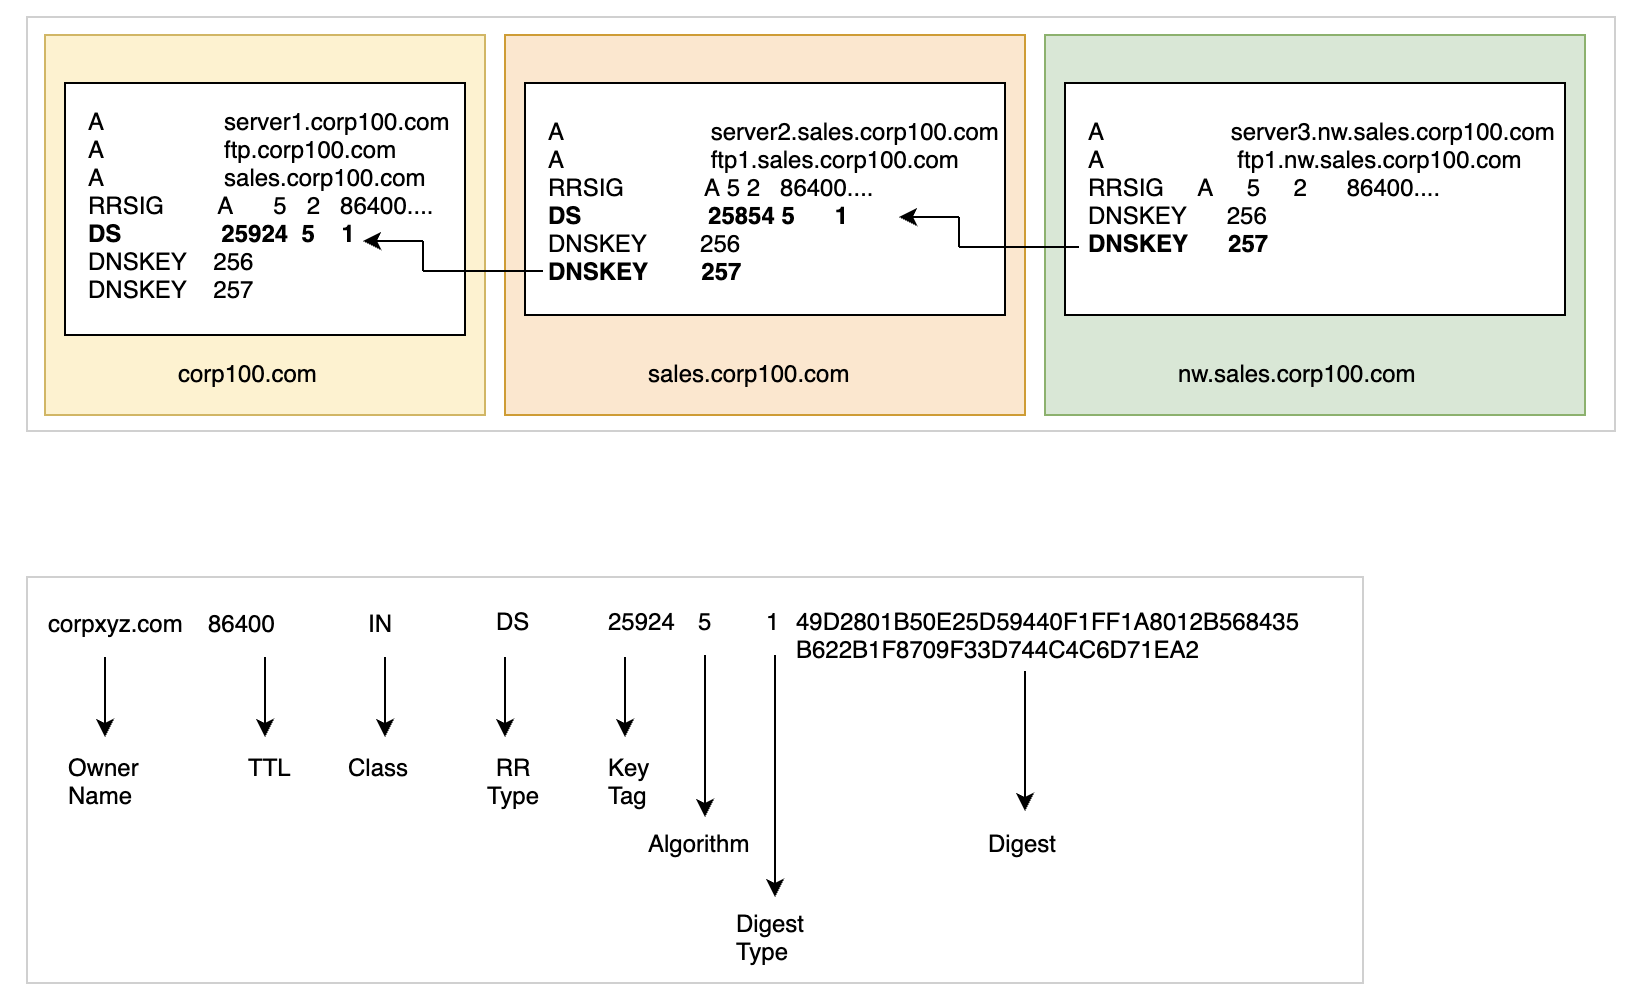 A server1.corp100.com
A ftp.corp100.com
A sales.corp100.com
RRSIG A 5 2 86400....
DS 25924 5 1
DNSKEY 256
DNSKEY 257
corp100.com
A server2.sales.corp100.com
A ftp1.sales.corp100.com
RRSIG A 5 2 86400....
DS 25854 5 1
DNSKEY 256
DNSKEY 257
sales.corp100.com
A server3.nw.sales.corp100.com
A ftp1.nw.sales.corp100.com
RRSIG A 5 2 86400....
DNSKEY 256
DNSKEY 257
nw.sales.corp100.com
corpxyz.com 86400 IN DS 25924 5 1 49D2801B50E25D59440F1FF1A8012B568435
B622B1F8709F33D744C4C6D71EA2
Owner
Name
TTL
Class
RR
Type
Key
Tag
Algorithm
Digest
Type
Digest